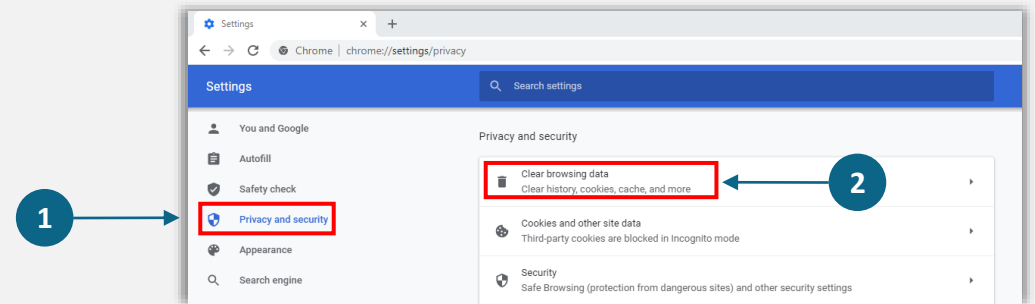 Settings
Chrome | chrome://settings/privacy
Settings
Search settings
You and Google
Autofill
Safety check
Privacy and security
Appearance
Search engine
Privacy and security
Clear browsing data
Clear history, cookies, cache, and more
Cookies and other site data
Third-party cookies are blocked in Incognito mode
Security
Safe Browsing (protection from dangerous sites) and other security settings
1
2